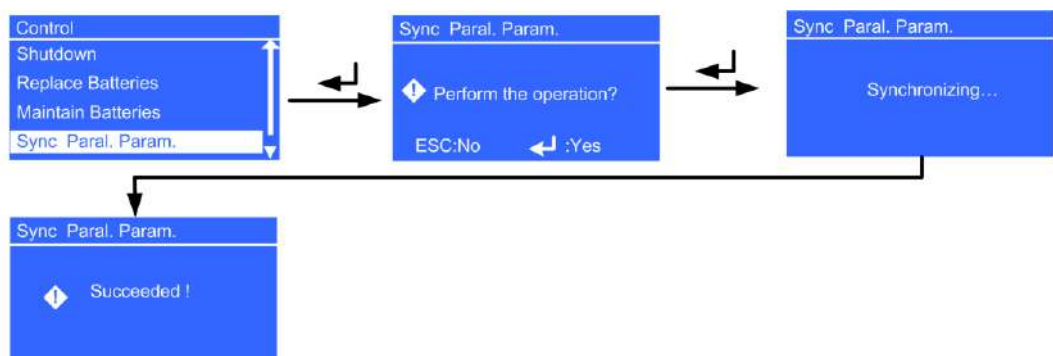 Control
Shutdown
Replace Batteries
Maintain Batteries
Sync Paral. Param.
Sync Paral. Param.
Perform the operation?
ESC:No :Yes
Sync Paral. Param.
Synchronizing...
Sync Paral. Param.
Succeeded !